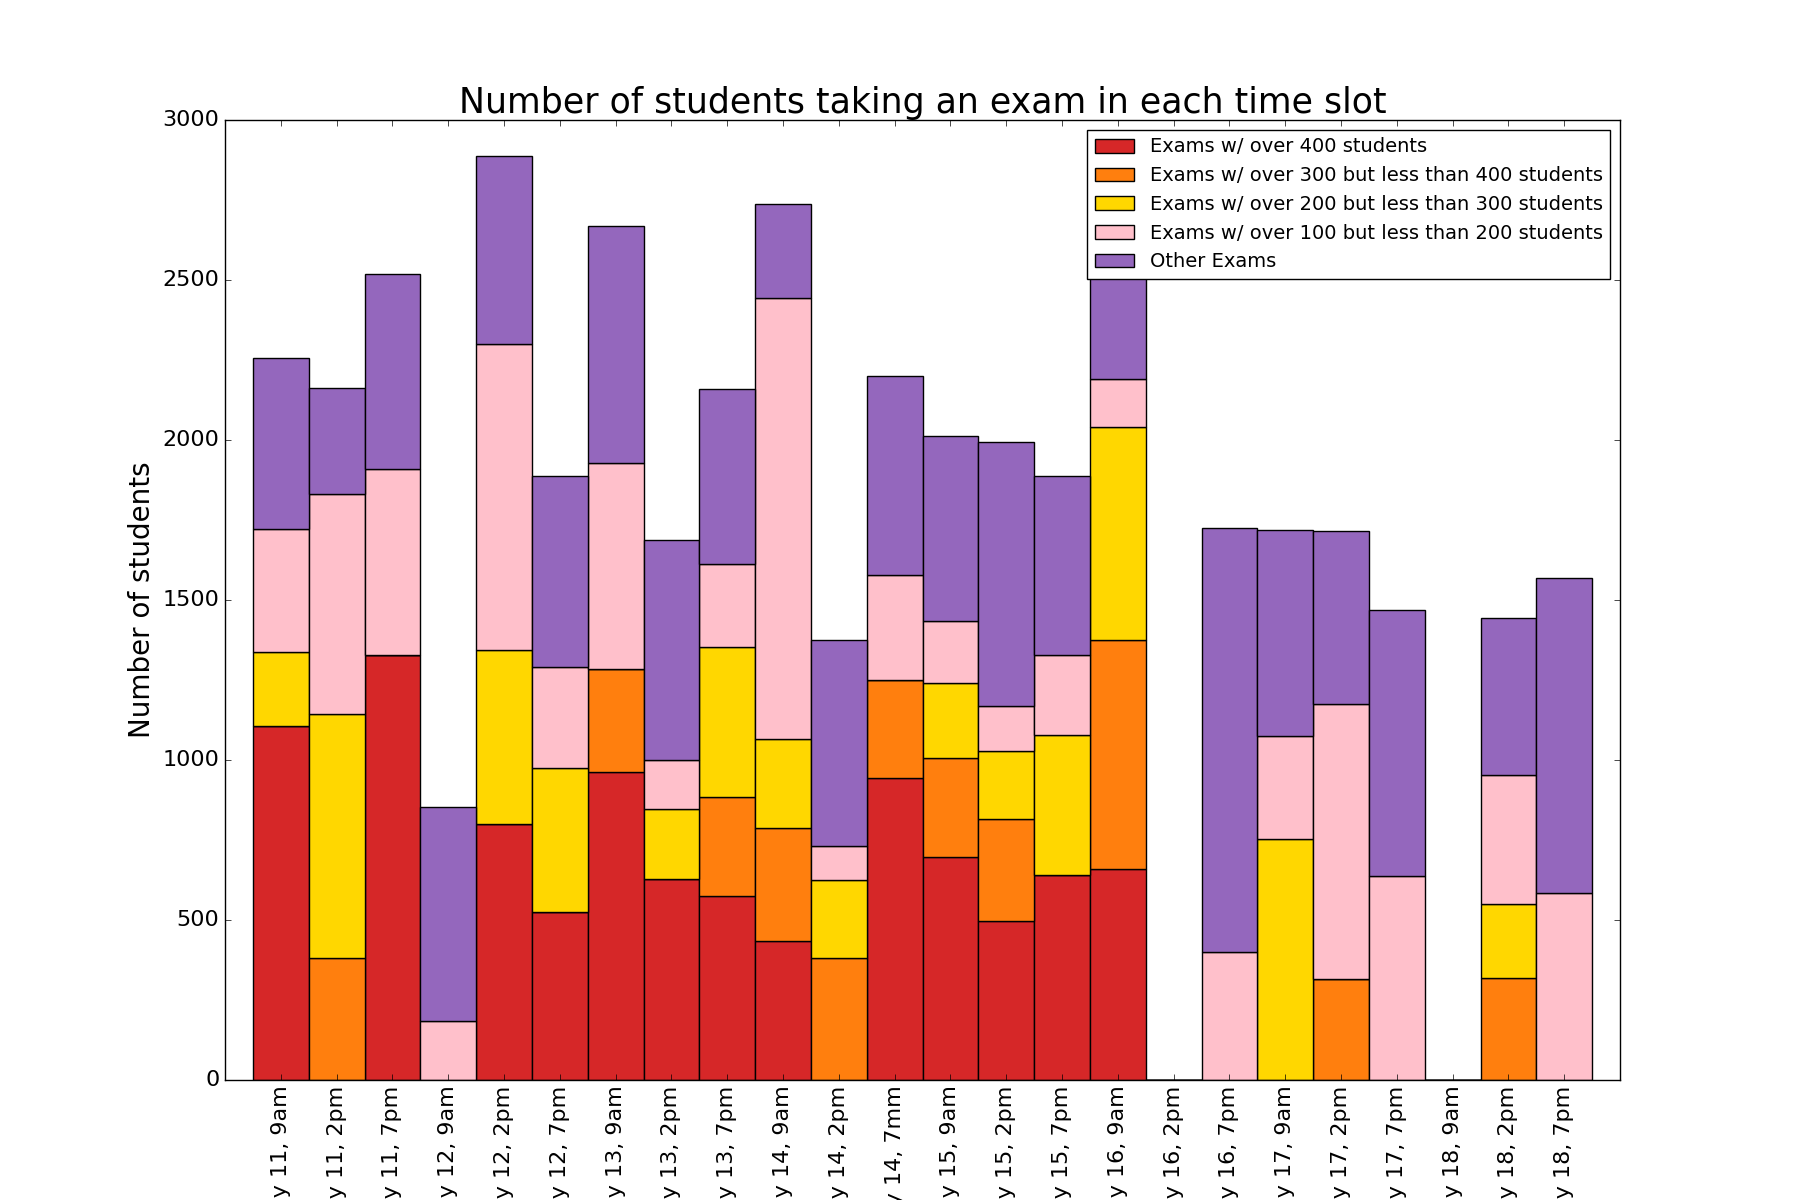 Number of students taking an exam in each time slot
Exams w/ over 400 students
Exams w/ over 300 but less than 400 students
Exams w/ over 200 but less than 300 students
Exams w/ over 100 but less than 200 students
Other Exams
Number of students
3000
2500
2000
1500
1000
500
0
y 11, 9am
y 11, 2pm
y 11, 7pm
y 12, 9am
y 12, 2pm
y 12, 7pm
y 13, 9am
y 13, 2pm
y 13, 7pm
y 14, 9am
y 14, 2pm
y 14, 7mm
y 15, 9am
y 15, 2pm
y 15, 7pm
y 16, 9am
y 16, 2pm
y 16, 7pm
y 17, 9am
y 17, 2pm
y 17, 7pm
y 18, 9am
y 18, 2pm
y 18, 7pm